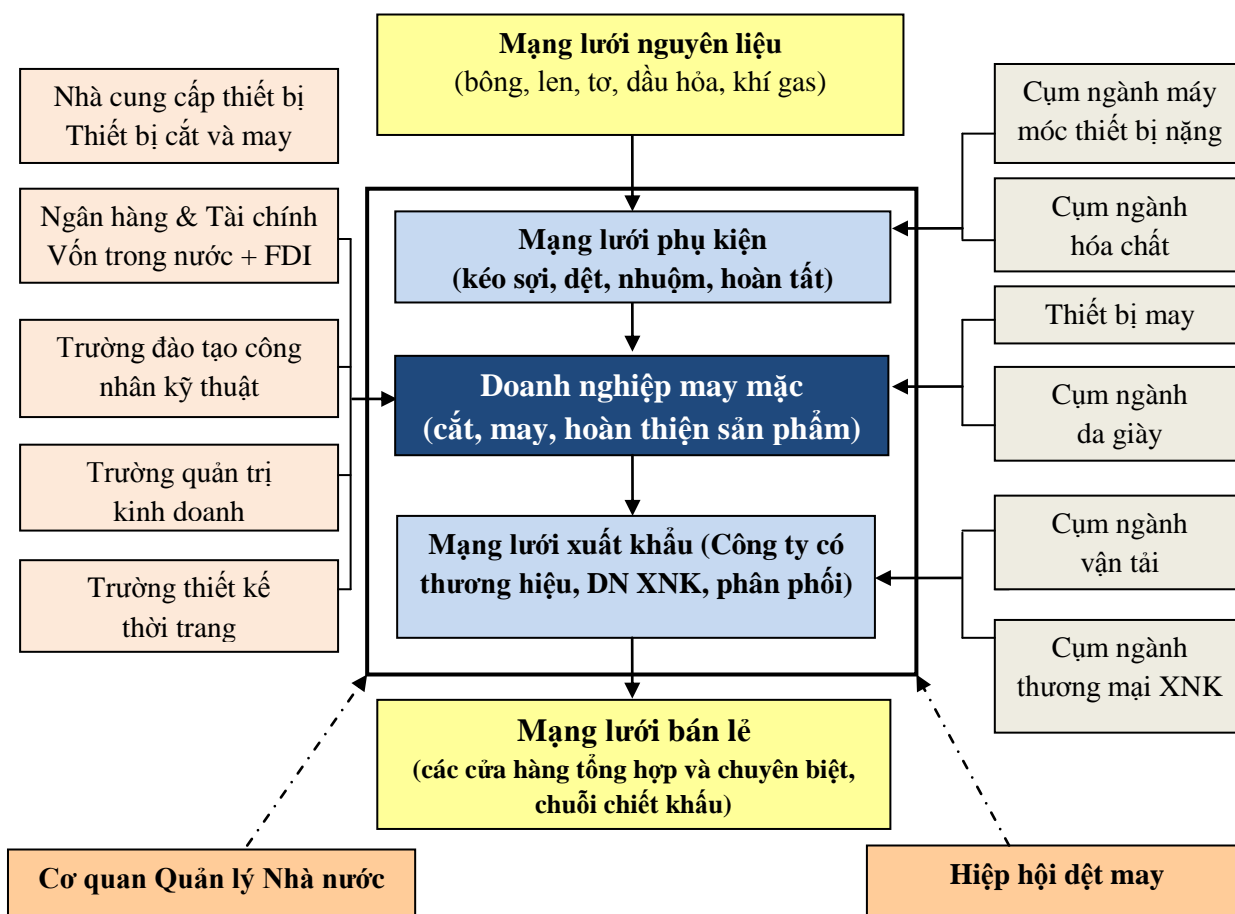 Mạng lưới nguyên liệu
(bông, len, tơ, dầu hỏa, khí gas)
Nhà cung cấp thiết bị
Thiết bị cắt và may
Ngân hàng & Tài chính
Vốn trong nước + FDI
Trường đào tạo công
nhân kỹ thuật
Trường quản trị
kinh doanh
Trường thiết kế
thời trang
Mạng lưới phụ kiện
(kéo sợi, dệt, nhuộm, hoàn tất)
Doanh nghiệp may mặc
(cắt, may, hoàn thiện sản phẩm)
Mạng lưới xuất khẩu (Công ty có
thương hiệu, DN XNK, phân phối)
Mạng lưới bán lẻ
(các cửa hàng tổng hợp và chuyên biệt,
chuỗi chiết khấu)
Cụm ngành máy
móc thiết bị nặng
Cụm ngành
hóa chất
Thiết bị may
Cụm ngành
da giày
Cụm ngành
vận tải
Cụm ngành
thương mại XNK
Cơ quan Quản lý Nhà nước
Hiệp hội dệt may